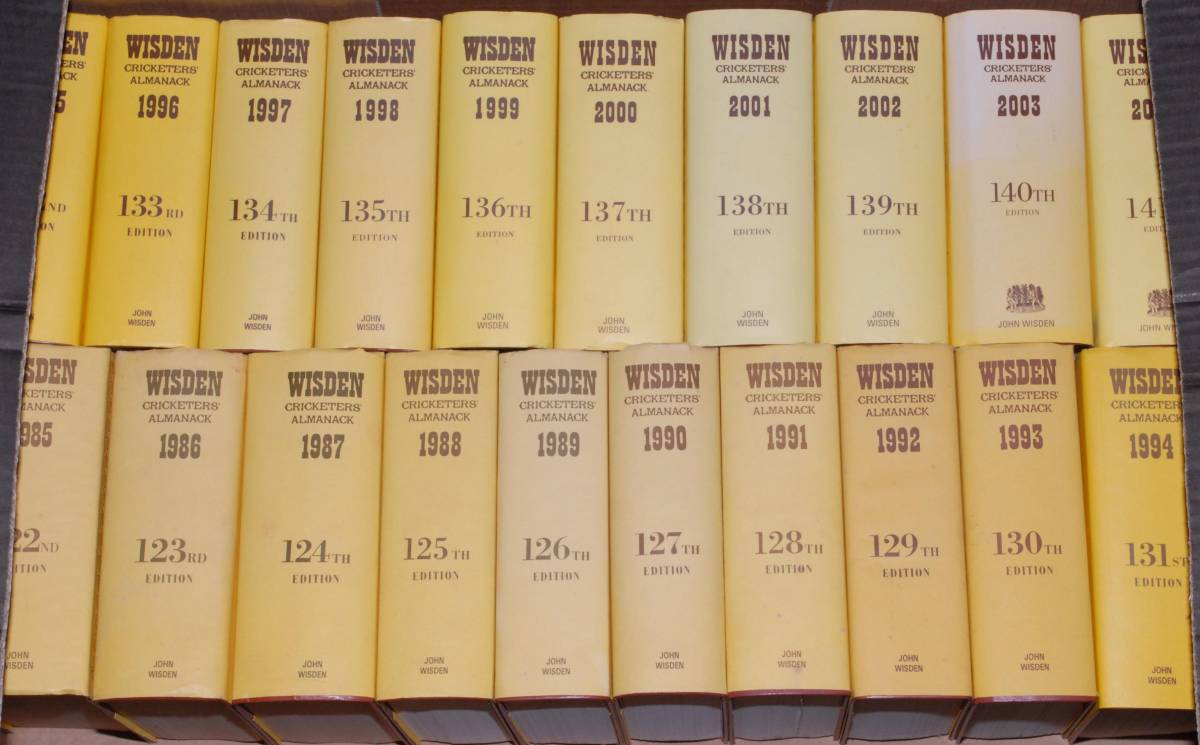 WISDEN
CRICKETERS'
ALMANACK
1996
133RD
EDITION
JOHN
WISDEN
WISDEN
CRICKETERS'
ALMANACK
1997
134TH
EDITION
JOHN
WISDEN
WISDEN
CRICKETERS'
ALMANACK
1998
135TH
EDITION
JOHN
WISDEN
WISDEN
CRICKETERS'
ALMANACK
1999
136TH
EDITION
JOHN
WISDEN
WISDEN
CRICKETERS'
ALMANACK
2000
137TH
EDITION
JOHN
WISDEN
WISDEN
CRICKETERS'
ALMANACK
2001
138TH
EDITION
JOHN
WISDEN
WISDEN
CRICKETERS'
ALMANACK
2002
139TH
EDITION
JOHN
WISDEN
WISDEN
CRICKETERS'
ALMANACK
2003
140TH
EDITION
JOHN WISDEN
WISDEN
CRICKETERS'
ALMANACK
1986
123RD
EDITION
JOHN
WISDEN
WISDEN
CRICKETERS'
ALMANACK
1987
124TH
EDITION
JOHN
WISDEN
WISDEN
CRICKETERS'
ALMANACK
1988
125TH
EDITION
JOHN
WISDEN
WISDEN
CRICKETERS'
ALMANACK
1989
126TH
EDITION
JOHN
WISDEN
WISDEN
CRICKETERS'
ALMANACK
1990
127TH
EDITION
JOHN
WISDEN
WISDEN
CRICKETERS'
ALMANACK
1991
128TH
EDITION
JOHN
WISDEN
WISDEN
CRICKETERS'
ALMANACK
1992
129TH
EDITION
JOHN
WISDEN
WISDEN
CRICKETERS'
ALMANACK
1993
130TH
EDITION
JOHN
WISDEN
1994
131ST
EDITION
JOHN
WISDEN